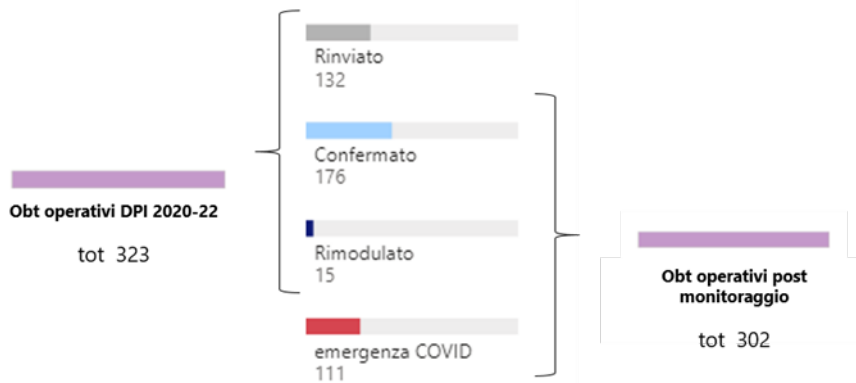 Obt operativi DPI 2020-22
tot 323
Rinviato
132
Confermato
176
Rimodulato
15
emergenza COVID
111
Obt operativi post
monitoraggio
tot 302